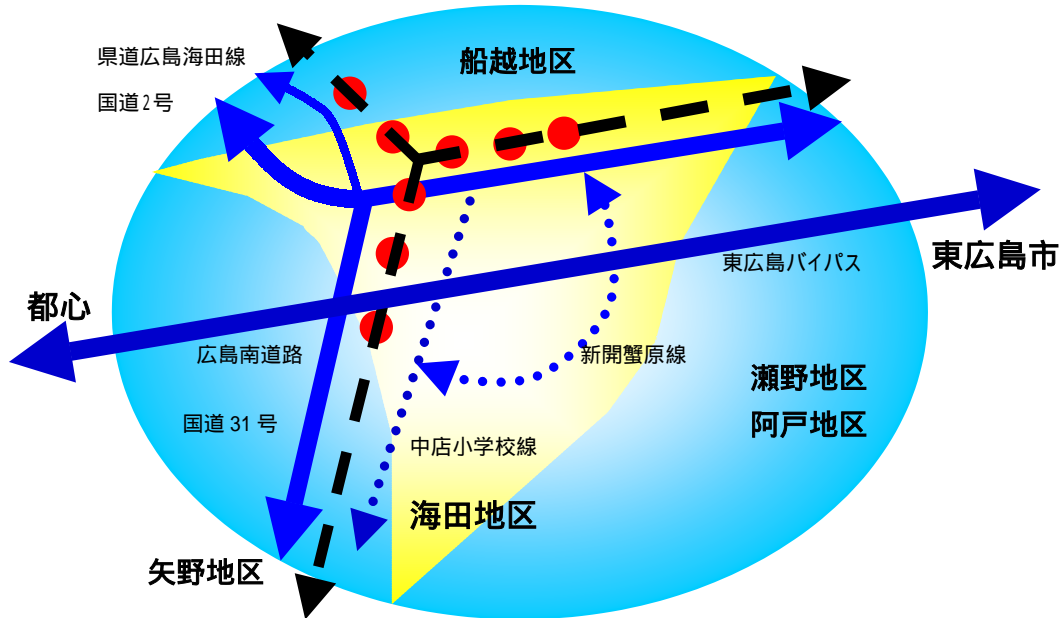 県道広島海田線
船越地区
国道2号
東広島市
東広島バイパス
都心
広島南道路
新開蟹原線
瀬野地区
阿戸地区
国道 31 号
中店小学校線
海田地区
矢野地区